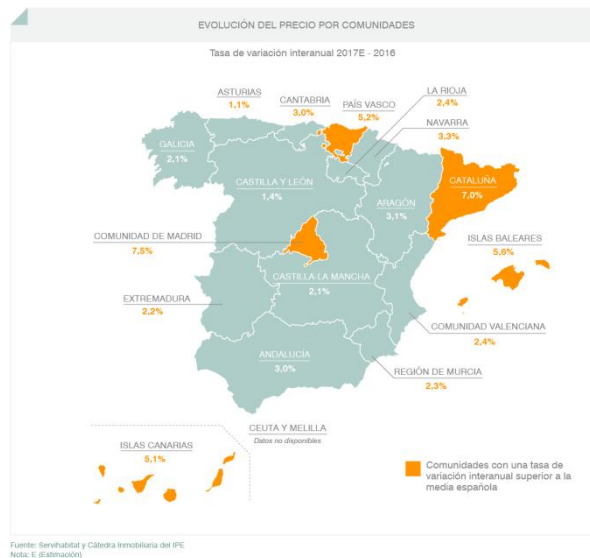 EVOLUCIÓN DEL PRECIO POR COMUNIDADES
Tasa de variación interanual 2017E - 2016
ASTURIAS
1,1%
CANTABRIA
3,0%
PAÍS VASCO
5,2%
LA RIOJA
2,4%
NAVARRA
3,3%
GALICIA
2,1%
CASTILLA Y LEÓN
1,4%
ARAGÓN
3,1%
CATALUÑA
7,0%
COMUNIDAD DE MADRID
7,5%
ISLAS BALEARES
5,6%
CASTILLA-LA MANCHA
2,1%
EXTREMADURA
2,2%
COMUNIDAD VALENCIANA
2,4%
ANDALUCÍA
3,0%
REGIÓN DE MURCIA
2,3%
CEUTA Y MELILLA
Datos no disponibles
ISLAS CANARIAS
5,1%
Comunidades con una tasa de
variación interanual superior a la
media española
Fuente: Servihabitat y Cátedra Inmobiliaria del IPE
Nota: E (Estimación)